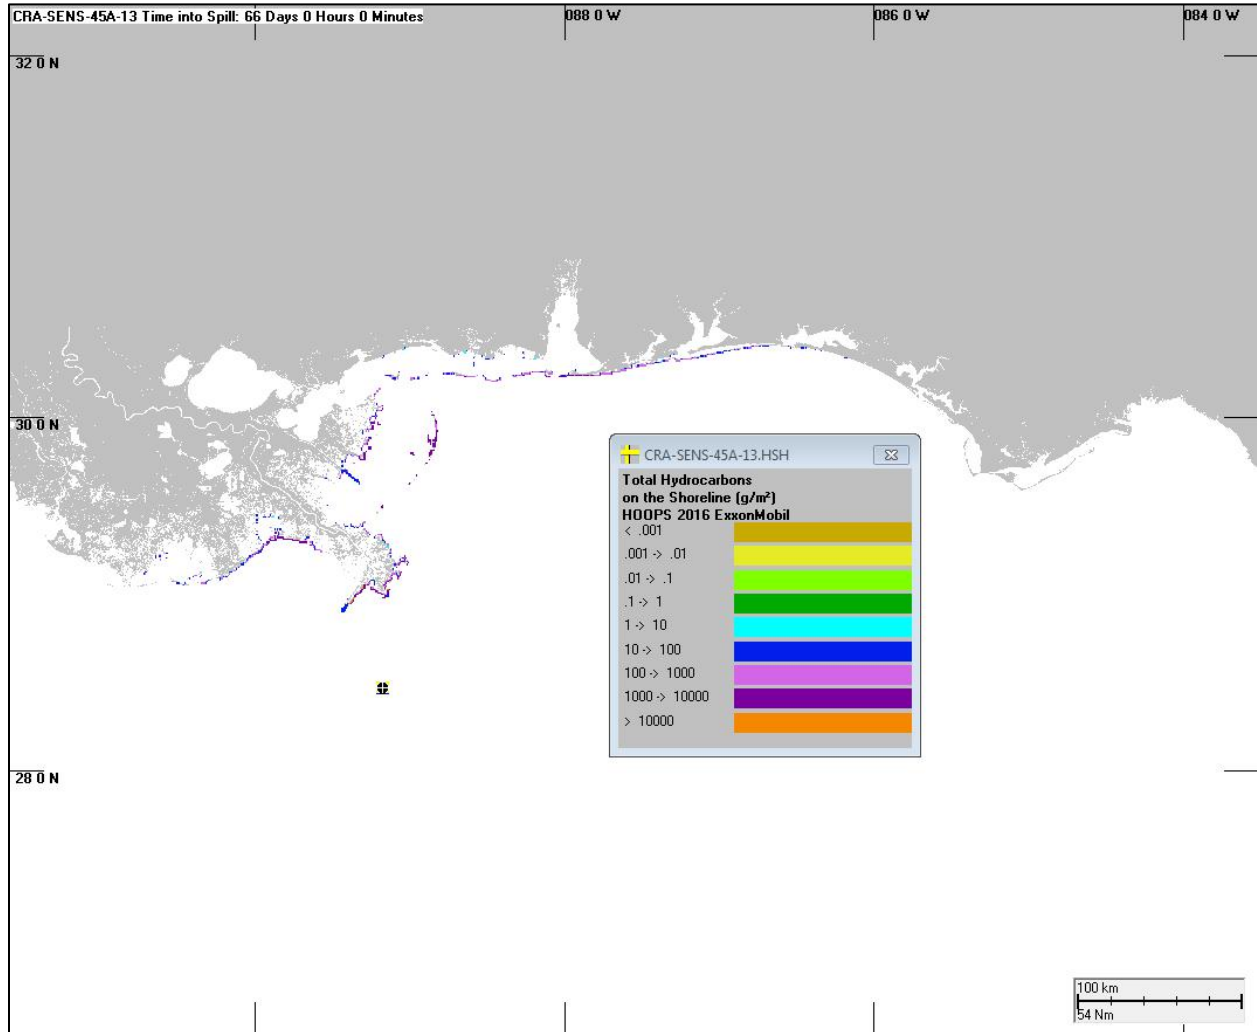 CRA-SENS-45A-13 Time into Spill: 66 Days 0 Hours 0 Minutes
088 0 W
086 0 W
084 0 W
32 0 N
30 0 N
28 0 N
CRA-SENS-45A-13.HSH
Total Hydrocarbons
on the Shoreline (g/m²)
HOOPS 2016 ExxonMobil
< .001
.001 -> .01
.01 -> .1
.1 -> 1
1 -> 10
10 -> 100
100 -> 1000
1000 -> 10000
> 10000
100 km
54 Nm